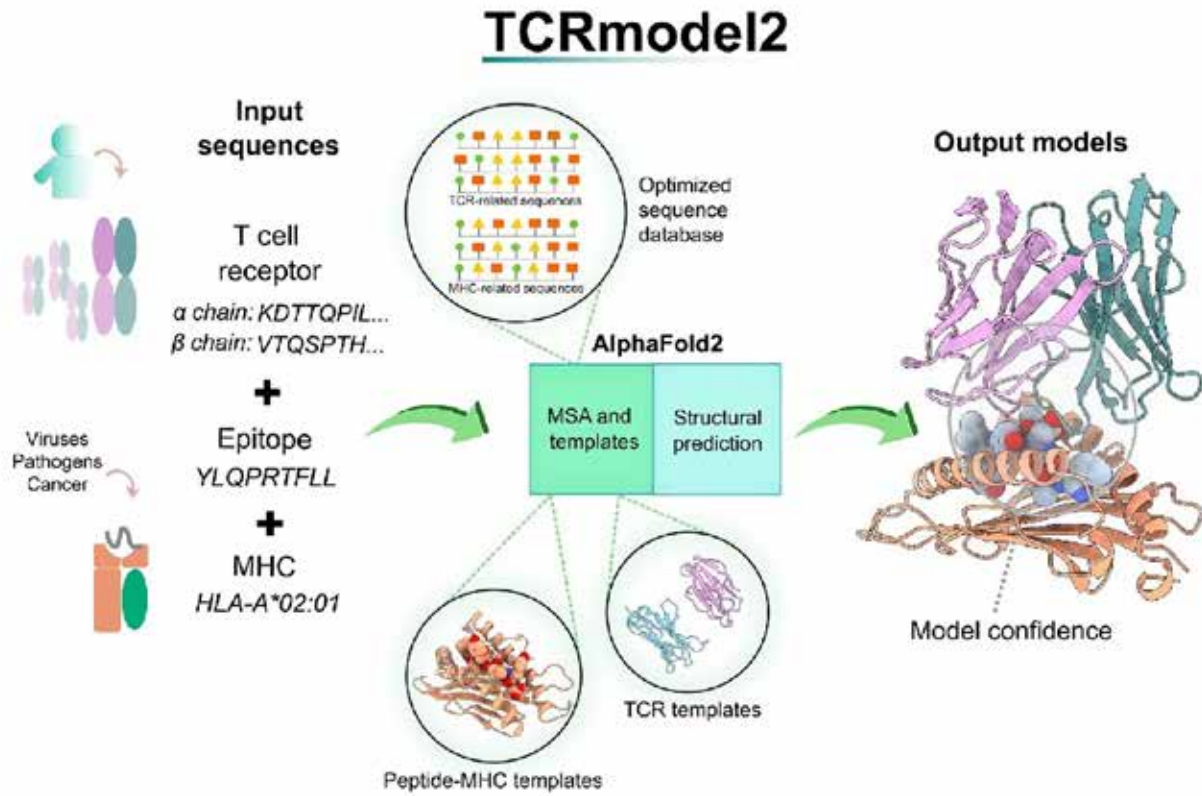 TCRmodel2
Input
sequences
T cell
receptor
α chain: KDTTQPIL...
β chain: VTQSPTH...
+
Viruses
Pathogens
Cancer
Epitope
YLQPRTFLL
+
MHC
HLA-A*02:01
TCR-related sequences
MHC-related sequences
Optimized
sequence
database
AlphaFold2
MSA and
templates
Structural
prediction
Peptide-MHC templates
TCR templates
Output models
Model confidence